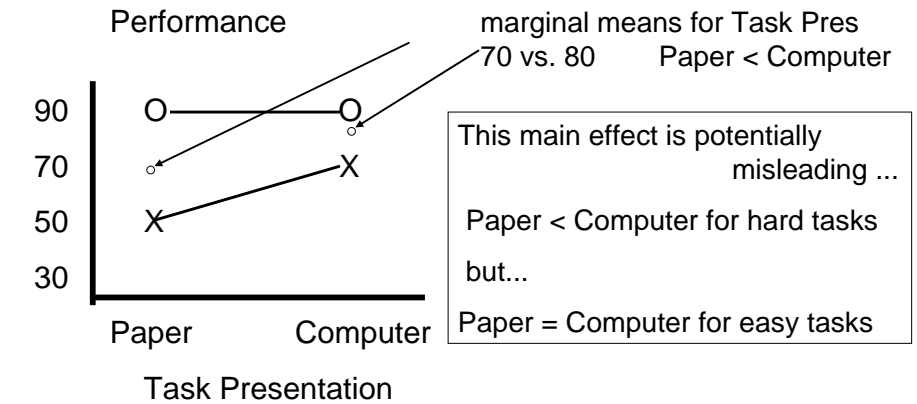 Performance
marginal means for Task Pres
70 vs. 80 Paper < Computer
90
70
50
30
O O
X
X
Paper Computer
Task Presentation
This main effect is potentially
misleading ...
Paper < Computer for hard tasks
but...
Paper = Computer for easy tasks